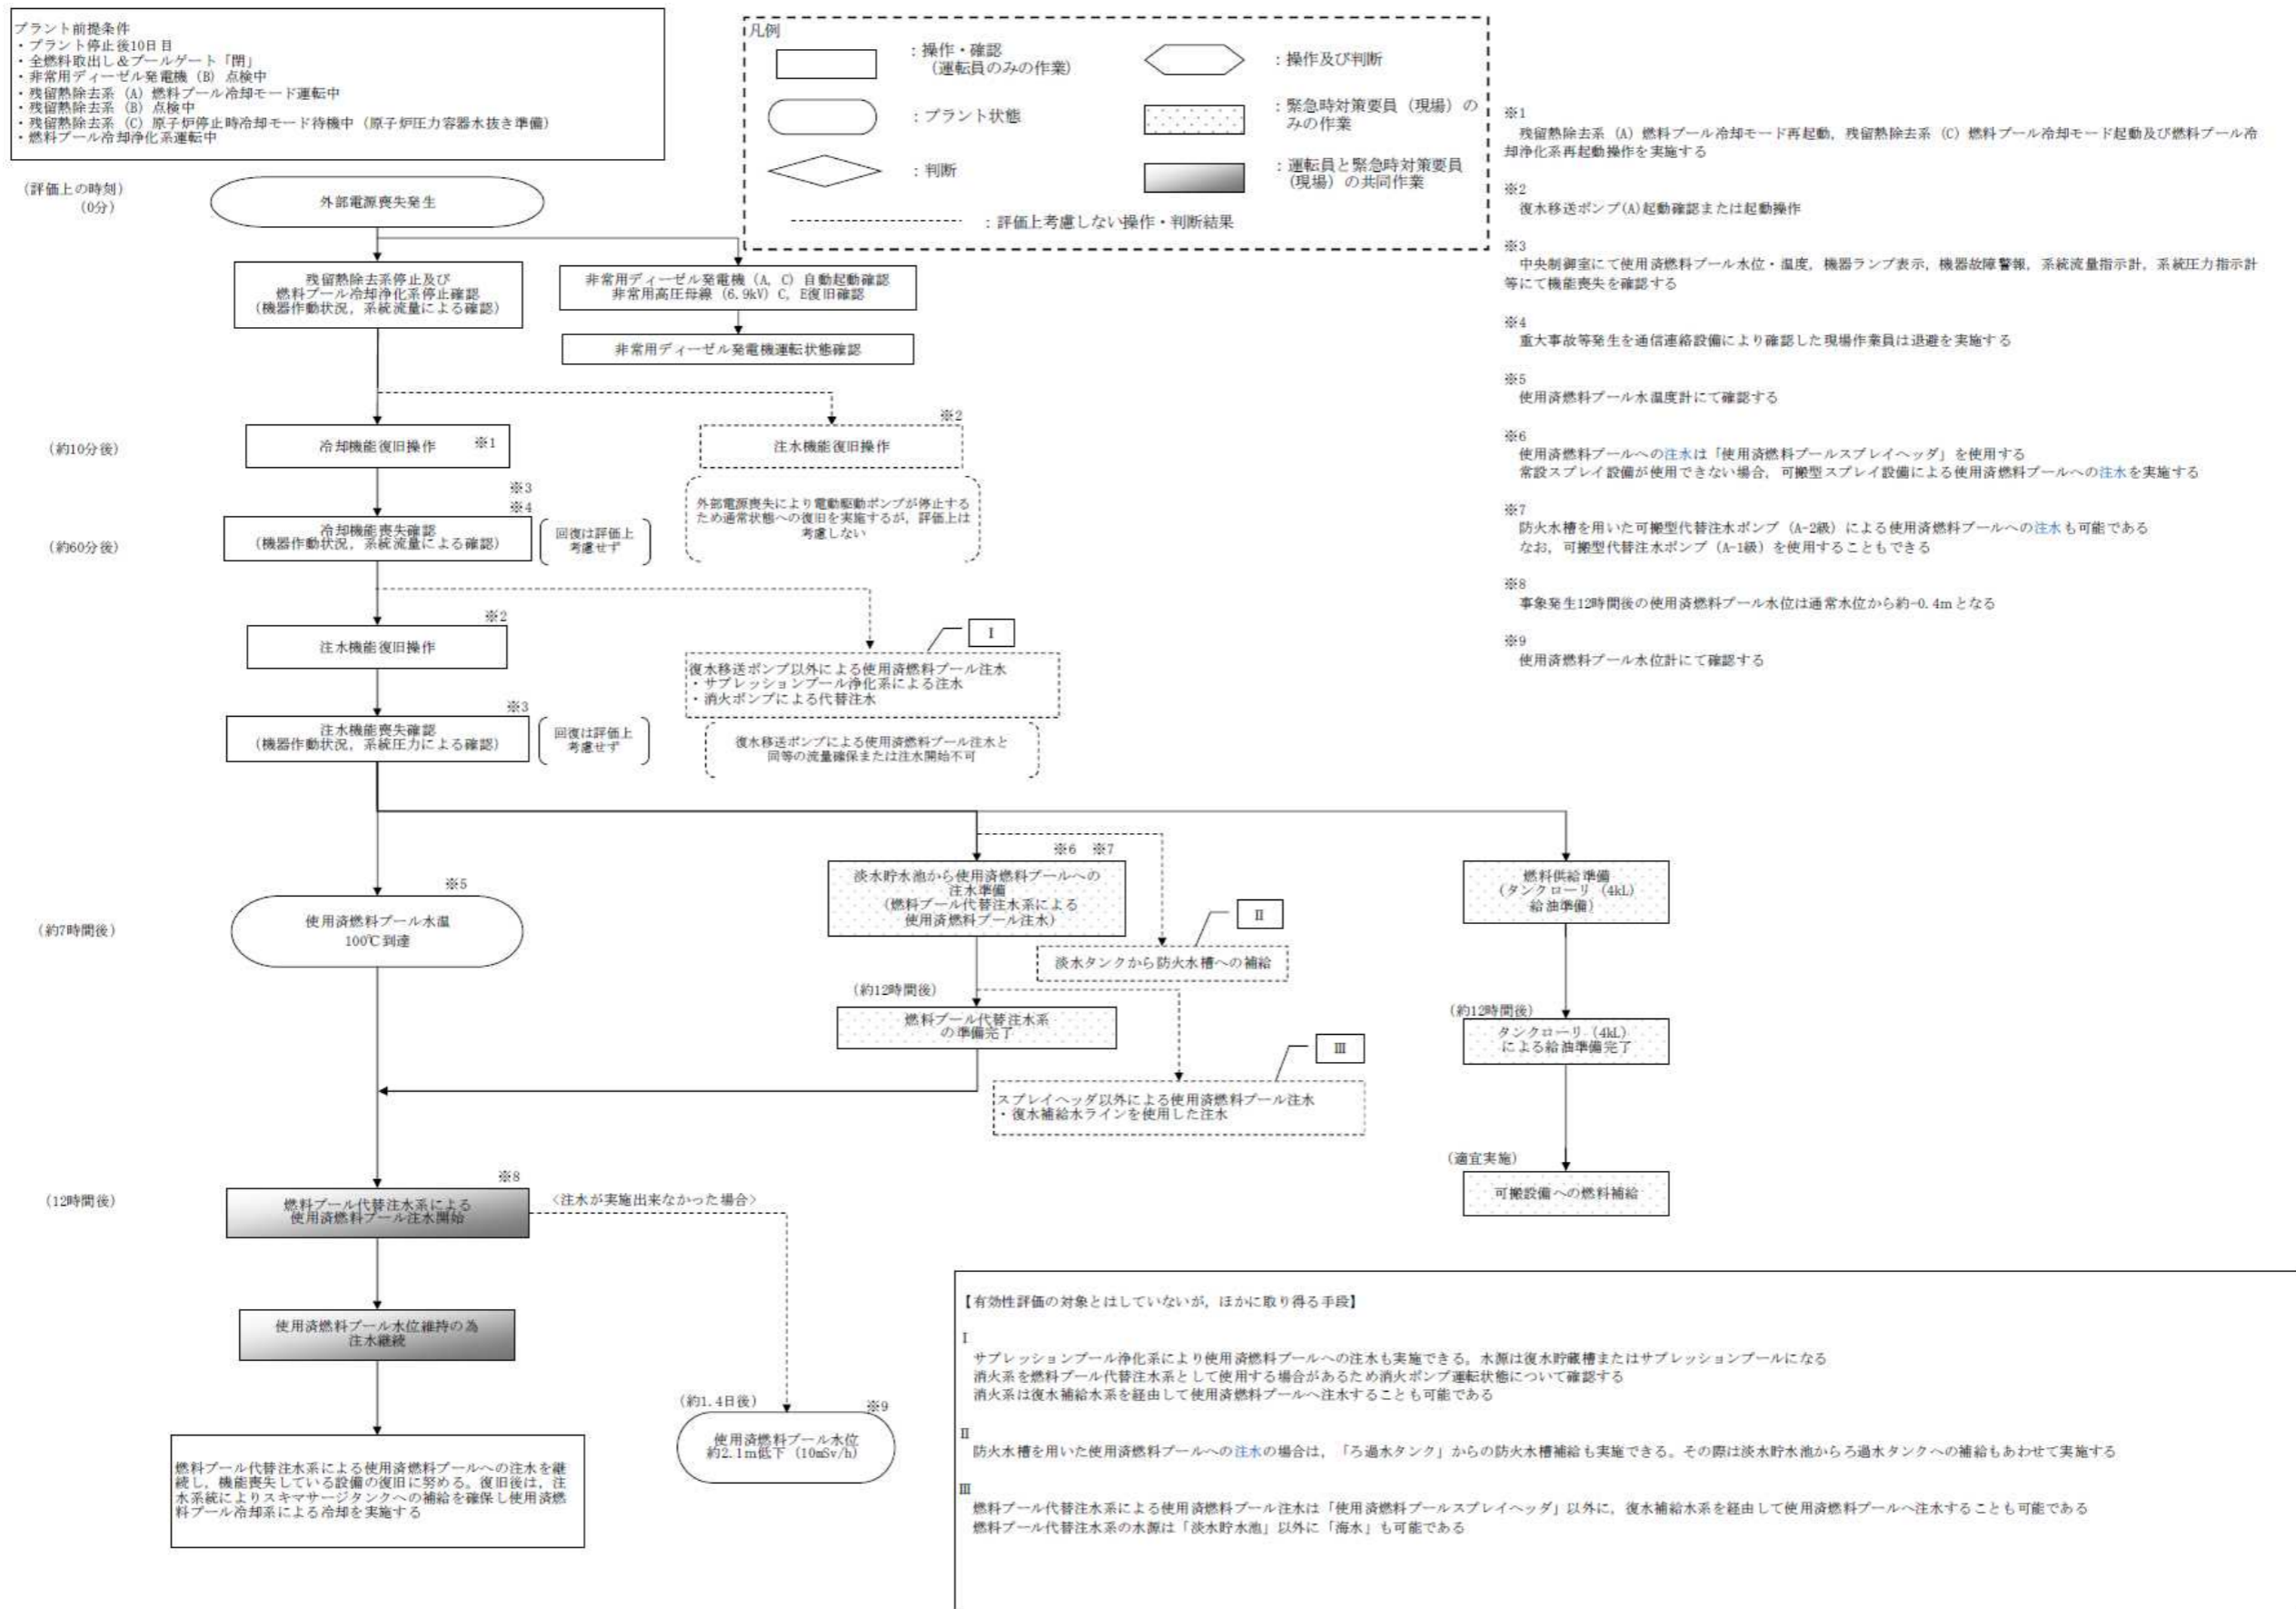 プラント前提条件
・プラント停止後10日目
・全燃料取出し&プールゲート「閉」
・非常用ディーゼル発電機（B）点検中
・残留熱除去系（A）燃料プール冷却モード運転中
・残留熱除去系（B）点検中
・残留熱除去系（C）原子炉停止時冷却モード待機中（原子炉圧力容器水抜き準備）
・燃料プール冷却浄化系運転中
凡例
：操作・確認
（運転員のみの作業）
：操作及び判断
：プラント状態
：緊急時対策要員（現場）の
みの作業
：判断
：運転員と緊急時対策要員
（現場）の共同作業
：評価上考慮しない操作・判断結果
※1
残留熱除去系（A）燃料プール冷却モード再起動，残留熱除去系（C）燃料プール冷却モード起動及び燃料プール冷
却浄化系再起動操作を実施する
※2
復水移送ポンプ(A)起動確認または起動操作
※3
中央制御室にて使用済燃料プール水位・温度，機器ランプ表示，機器故障警報，系統流量指示計，系統圧力指示計
等にて機能喪失を確認する
※4
重大事故等発生を通信連絡設備により確認した現場作業員は退避を実施する
※5
使用済燃料プール水温度計にて確認する
※6
使用済燃料プールへの注水は「使用済燃料プールスプレイヘッダ」を使用する
常設スプレイ設備が使用できない場合，可搬型スプレイ設備による使用済燃料プールへの注水を実施する
※7
防火水槽を用いた可搬型代替注水ポンプ（A-2級）による使用済燃料プールへの注水も可能である
なお，可搬型代替注水ポンプ（A-1級）を使用することもできる
※8
事象発生12時間後の使用済燃料プール水位は通常水位から約-0.4mとなる
※9
使用済燃料プール水位計にて確認する
（評価上の時刻）
（0分）
外部電源喪失発生
残留熱除去系停止及び
燃料プール冷却浄化系停止確認
（機器作動状況，系統流量による確認）
非常用ディーゼル発電機（A, C）自動起動確認
非常用高圧母線（6.9kV）C, E復旧確認
非常用ディーゼル発電機運転状態確認
（約10分後）
冷却機能復旧操作
※1
※2
注水機能復旧操作
外部電源喪失により電動駆動ポンプが停止する
ため通常状態への復旧を実施するが，評価上は
考慮しない
※3
※4
（約60分後）
冷却機能喪失確認
（機器作動状況，系統流量による確認）
回復は評価上
考慮せず
※2
注水機能復旧操作
Ⅰ
復水移送ポンプ以外による使用済燃料プール注水
・サプレッションプール浄化系による注水
・消火ポンプによる代替注水
復水移送ポンプによる使用済燃料プール注水と
同等の流量確保または注水開始不可
※3
注水機能喪失確認
（機器作動状況，系統圧力による確認）
回復は評価上
考慮せず
（約7時間後）
※5
使用済燃料プール水温
100℃到達
※6 ※7
淡水貯水池から使用済燃料プールへの
注水準備
（燃料プール代替注水系による
使用済燃料プール注水）
Ⅱ
淡水タンクから防火水槽への補給
燃料供給準備
（タンクローリ（4kL）
給油準備）
（約12時間後）
燃料プール代替注水系
の準備完了
（約12時間後）
タンクローリ（4kL）
による給油準備完了
Ⅲ
スプレイヘッダ以外による使用済燃料プール注水
・復水補給水ラインを使用した注水
（適宜実施）
可搬設備への燃料補給
（12時間後）
※8
燃料プール代替注水系による
使用済燃料プール注水開始
＜注水が実施出来なかった場合＞
使用済燃料プール水位維持の為
注水継続
（約1.4日後）
※9
使用済燃料プール水位
約2.1m低下（10mSv/h）
燃料プール代替注水系による使用済燃料プールへの注水を継
続し，機能喪失している設備の復旧に努める。復旧後は，注
水系統によりスキマサージタンクへの補給を確保し使用済燃
料プール冷却系による冷却を実施する
【有効性評価の対象とはしていないが，ほかに取り得る手段】
Ⅰ
サプレッションプール浄化系により使用済燃料プールへの注水も実施できる。水源は復水貯蔵槽またはサプレッションプールになる
消火系を燃料プール代替注水系として使用する場合があるため消火ポンプ運転状態について確認する
消火系は復水補給水系を経由して使用済燃料プールへ注水することも可能である
Ⅱ
防火水槽を用いた使用済燃料プールへの注水の場合は，「ろ過水タンク」からの防火水槽補給も実施できる。その際は淡水貯水池からろ過水タンクへの補給もあわせて実施する
Ⅲ
燃料プール代替注水系による使用済燃料プール注水は「使用済燃料プールスプレイヘッダ」以外に，復水補給水系を経由して使用済燃料プールへ注水することも可能である
燃料プール代替注水系の水源は「淡水貯水池」以外に「海水」も可能である